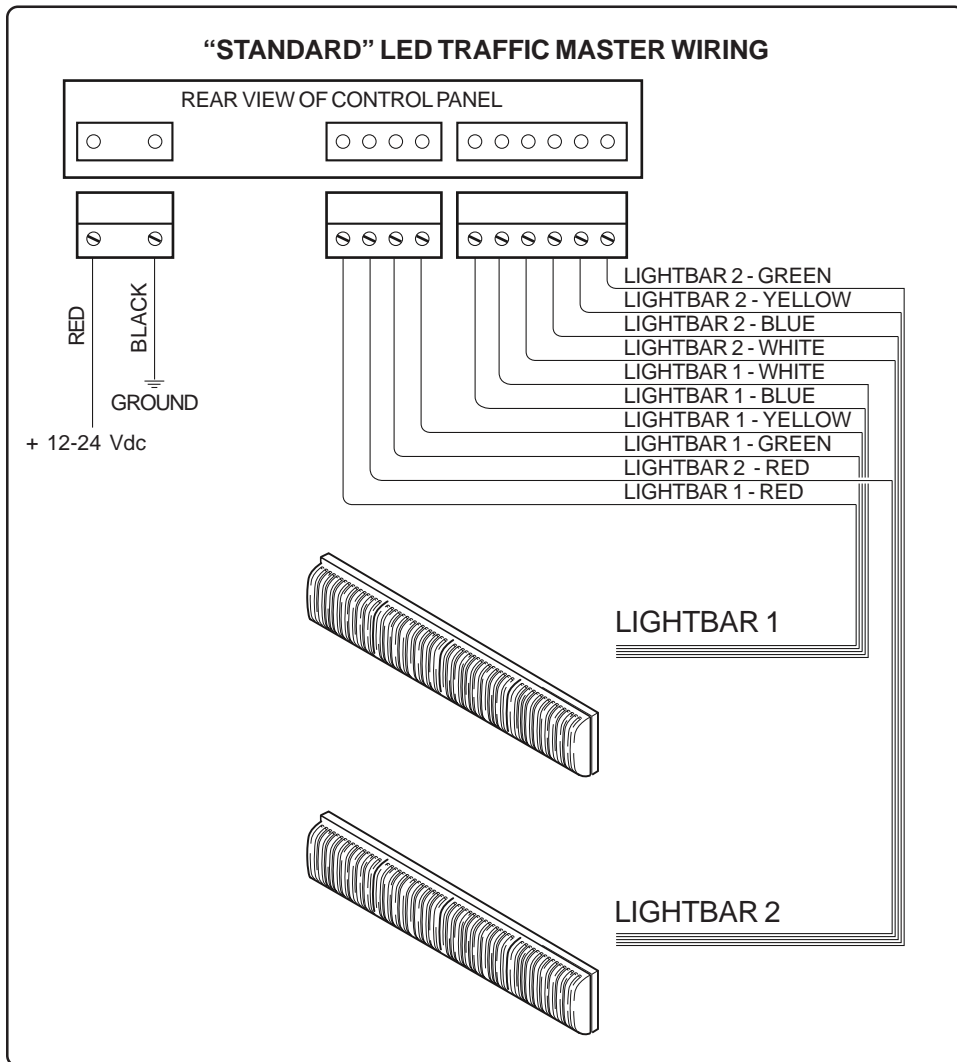 “STANDARD” LED TRAFFIC MASTER WIRING
REAR VIEW OF CONTROL PANEL
RED
BLACK
GROUND
+ 12-24 Vdc
LIGHTBAR 2 - GREEN
LIGHTBAR 2 - YELLOW
LIGHTBAR 2 - BLUE
LIGHTBAR 2 - WHITE
LIGHTBAR 1 - WHITE
LIGHTBAR 1 - BLUE
LIGHTBAR 1 - YELLOW
LIGHTBAR 1 - GREEN
LIGHTBAR 2 - RED
LIGHTBAR 1 - RED
LIGHTBAR 1
LIGHTBAR 2